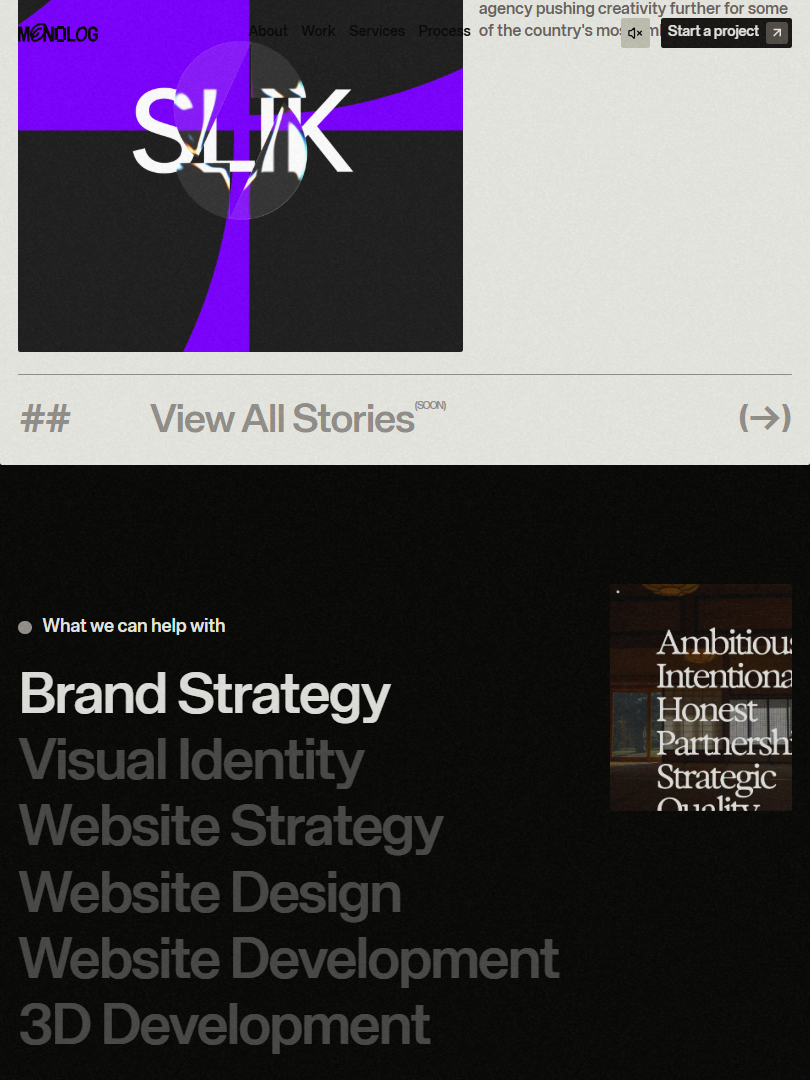 agency pushing creativity further for some
MONOLOG
About Work Services Process
of the country's most
Start a project
SLIK
## View All Stories (SOON) (→)
What we can help with
Brand Strategy
Visual Identity
Website Strategy
Website Design
Website Development
3D Development
Ambitious
Intentiona
Honest
Partnershi
Strategic
Quality